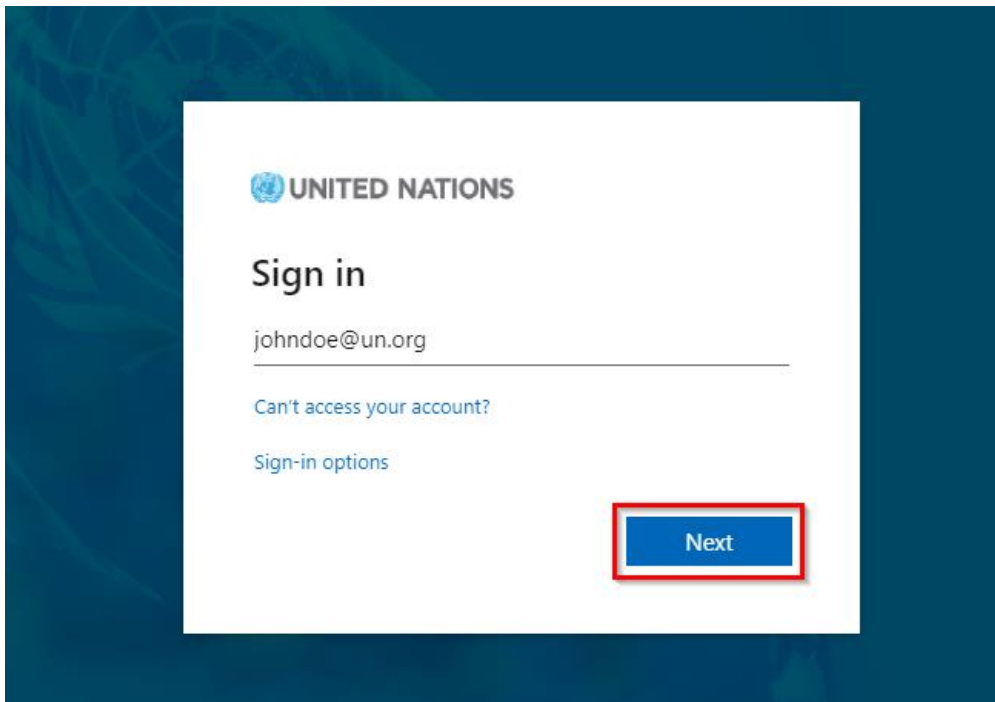 UNITED NATIONS
Sign in
johndoe@un.org
Can't access your account?
Sign-in options
Next